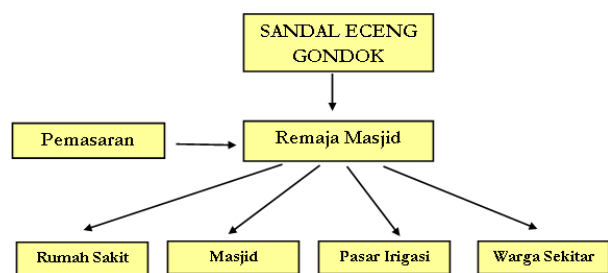 SANDAL ECENG
GONDOK
Pemasaran
Remaja Masjid
Rumah Sakit
Masjid
Pasar Irigasi
Warga Sekitar